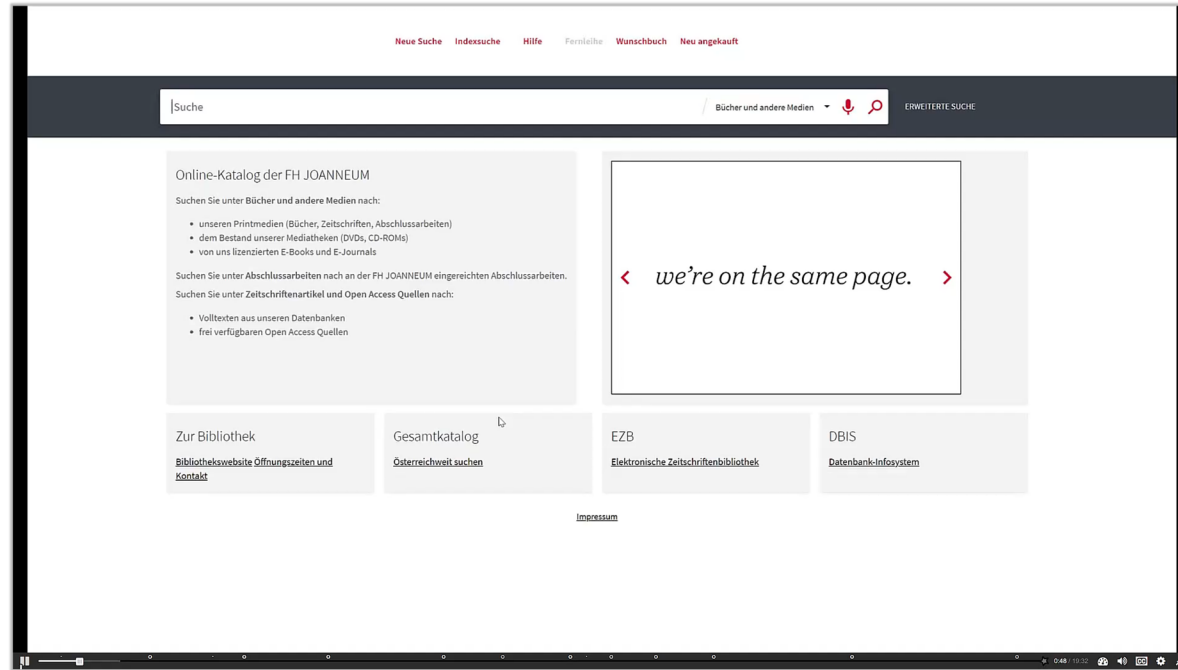 Neue Suche Indexsuche Hilfe Fernleihe Wunschbuch Neu angekauft
Suche
Bücher und andere Medien
ERWEITERTE SUCHE
Online-Katalog der FH JOANNEUM
Suchen Sie unter Bücher und andere Medien nach:
unseren Printmedien (Bücher, Zeitschriften, Abschlussarbeiten)
dem Bestand unserer Mediatheken (DVDs, CD-ROMs)
von uns lizenzierten E-Books und E-Journals
Suchen Sie unter Abschlussarbeiten nach an der FH JOANNEUM eingereichten Abschlussarbeiten.
Suchen Sie unter Zeitschriftenartikel und Open Access Quellen nach:
Volltexten aus unseren Datenbanken
frei verfügbaren Open Access Quellen
we're on the same page.
Zur Bibliothek
Bibliothekswebsite Öffnungszeiten und
Kontakt
Gesamtkatalog
Österreichweit suchen
EZB
Elektronische Zeitschriftenbibliothek
DBIS
Datenbank-Infosystem
Impressum
0:48 / 19:32
CC